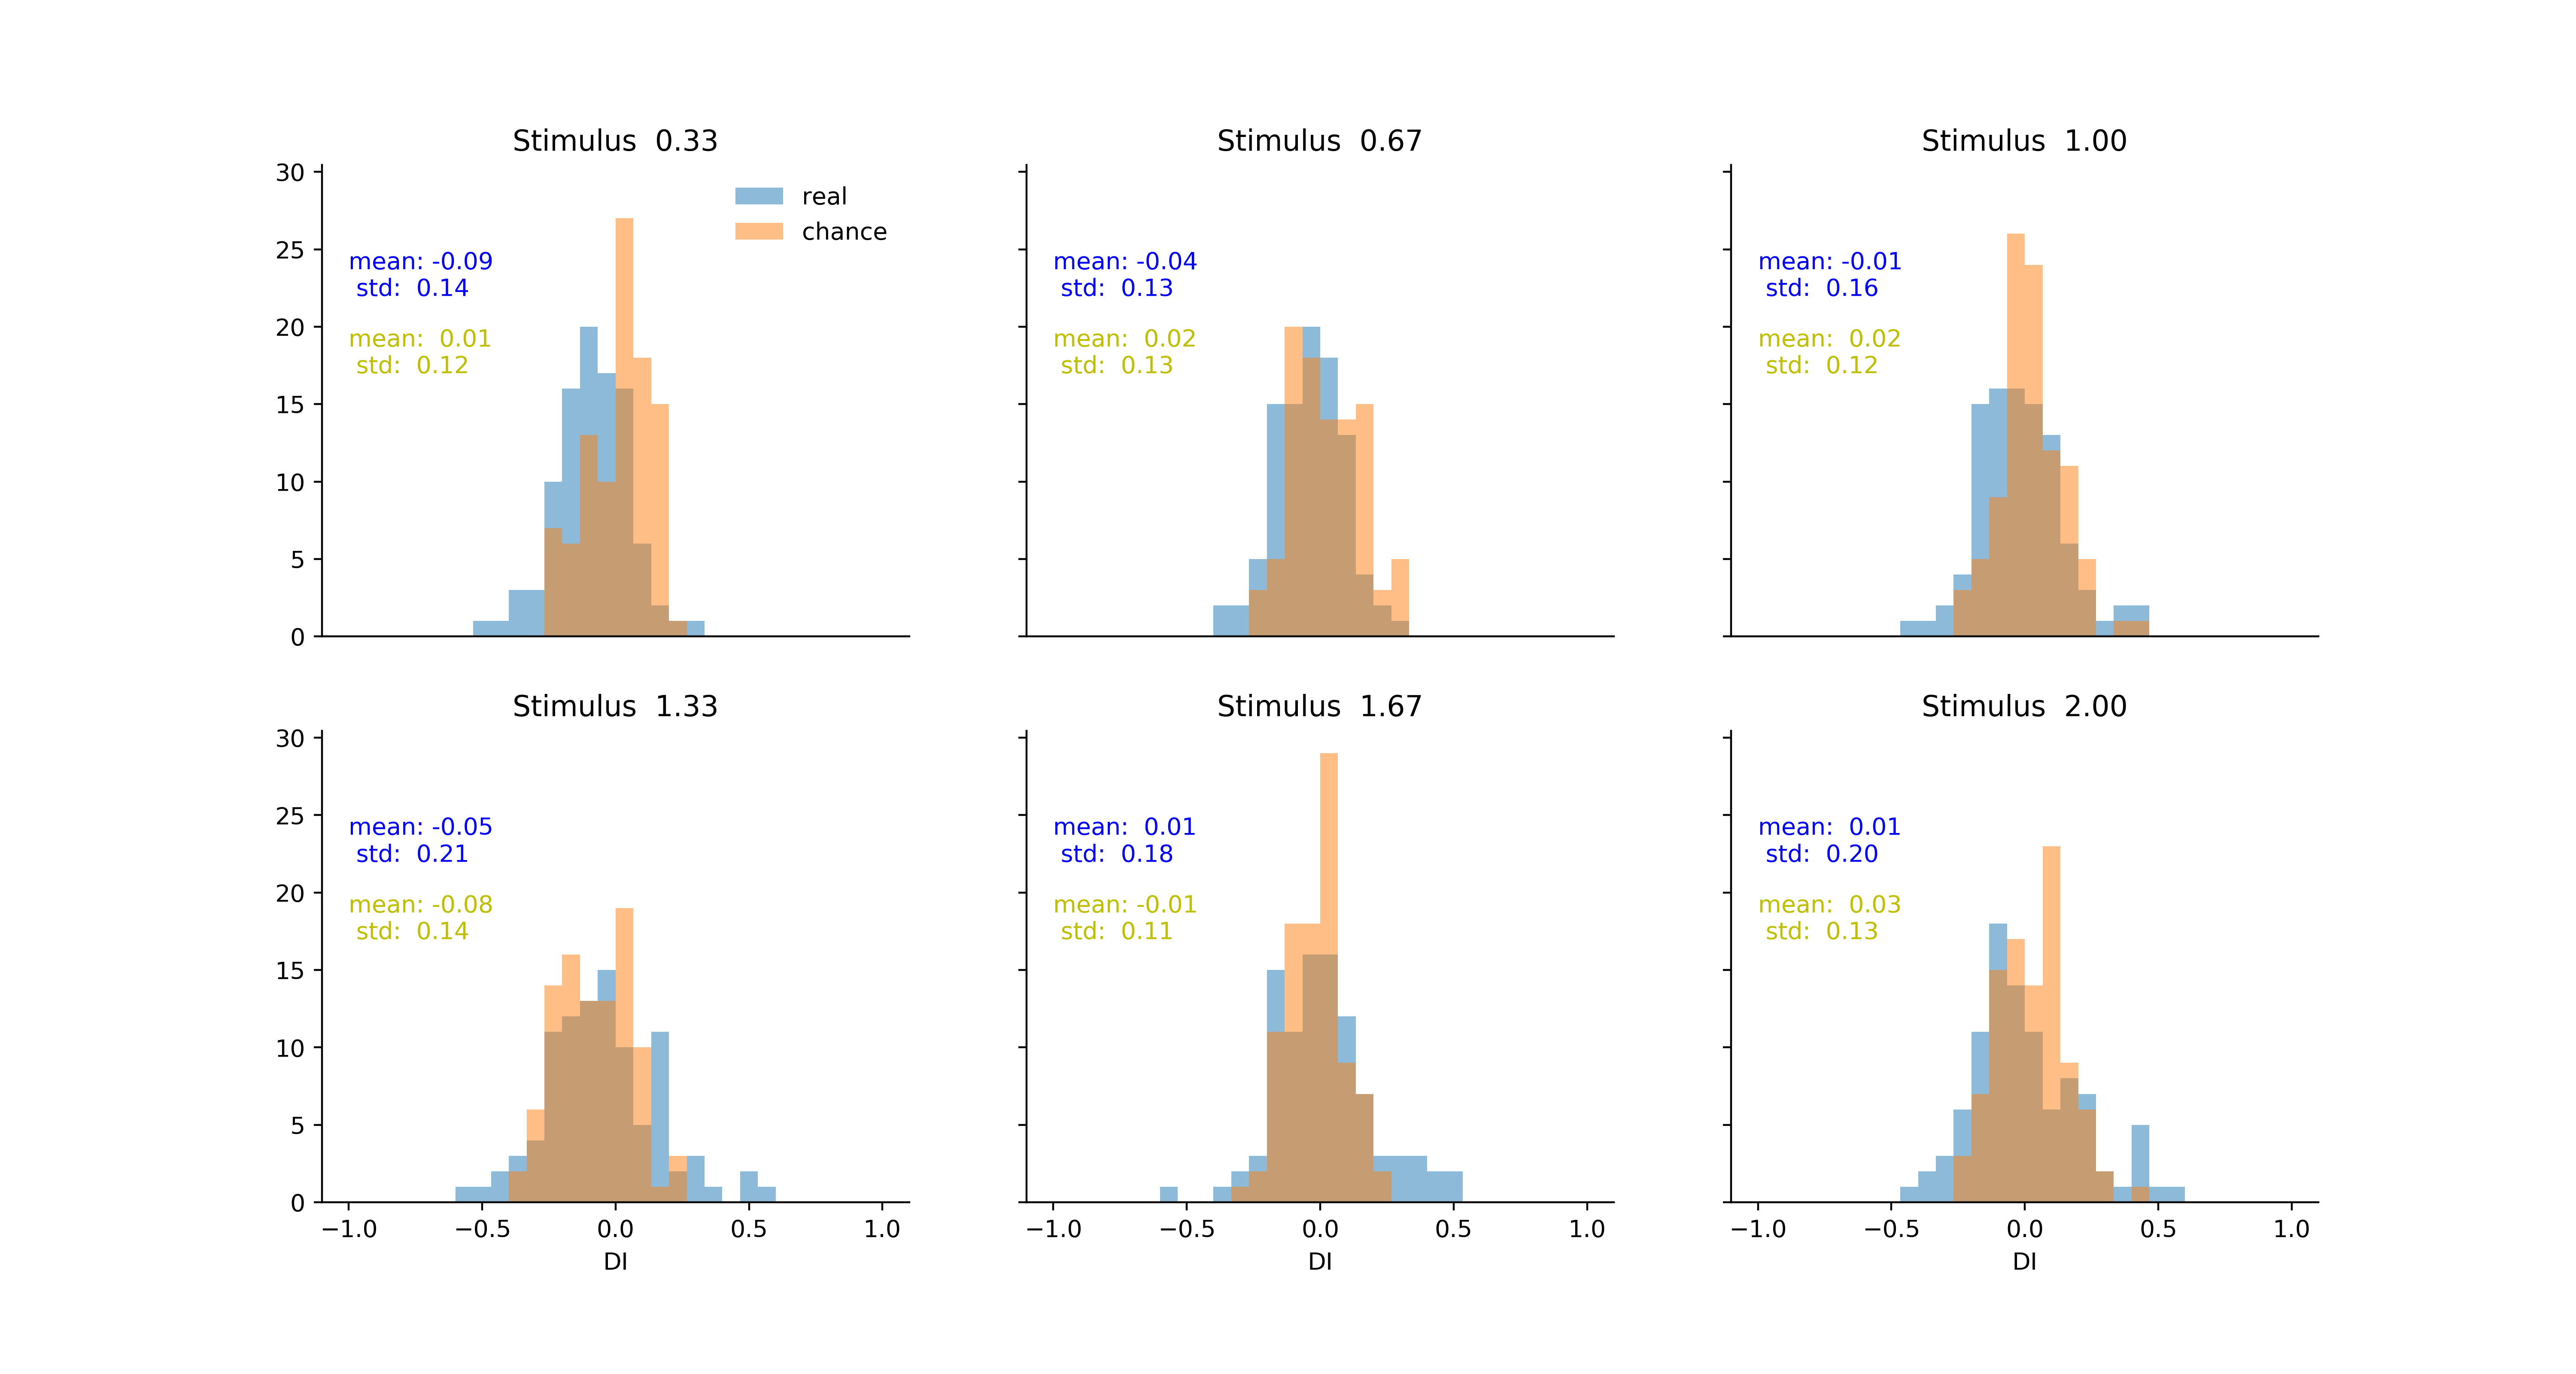 Stimulus  0.33
30
25
20
15
10
5
0
real
chance
mean: -0.09
std:  0.14
mean:  0.01
std:  0.12
Stimulus  0.67
mean: -0.04
std:  0.13
mean:  0.02
std:  0.13
Stimulus  1.00
mean: -0.01
std:  0.16
mean:  0.02
std:  0.12
Stimulus  1.33
30
25
20
15
10
5
0
mean: -0.05
std:  0.21
mean: -0.08
std:  0.14
−1.0 −0.5 0.0 0.5 1.0
DI
Stimulus  1.67
mean:  0.01
std:  0.18
mean: -0.01
std:  0.11
−1.0 −0.5 0.0 0.5 1.0
DI
Stimulus  2.00
mean:  0.01
std:  0.20
mean:  0.03
std:  0.13
−1.0 −0.5 0.0 0.5 1.0
DI